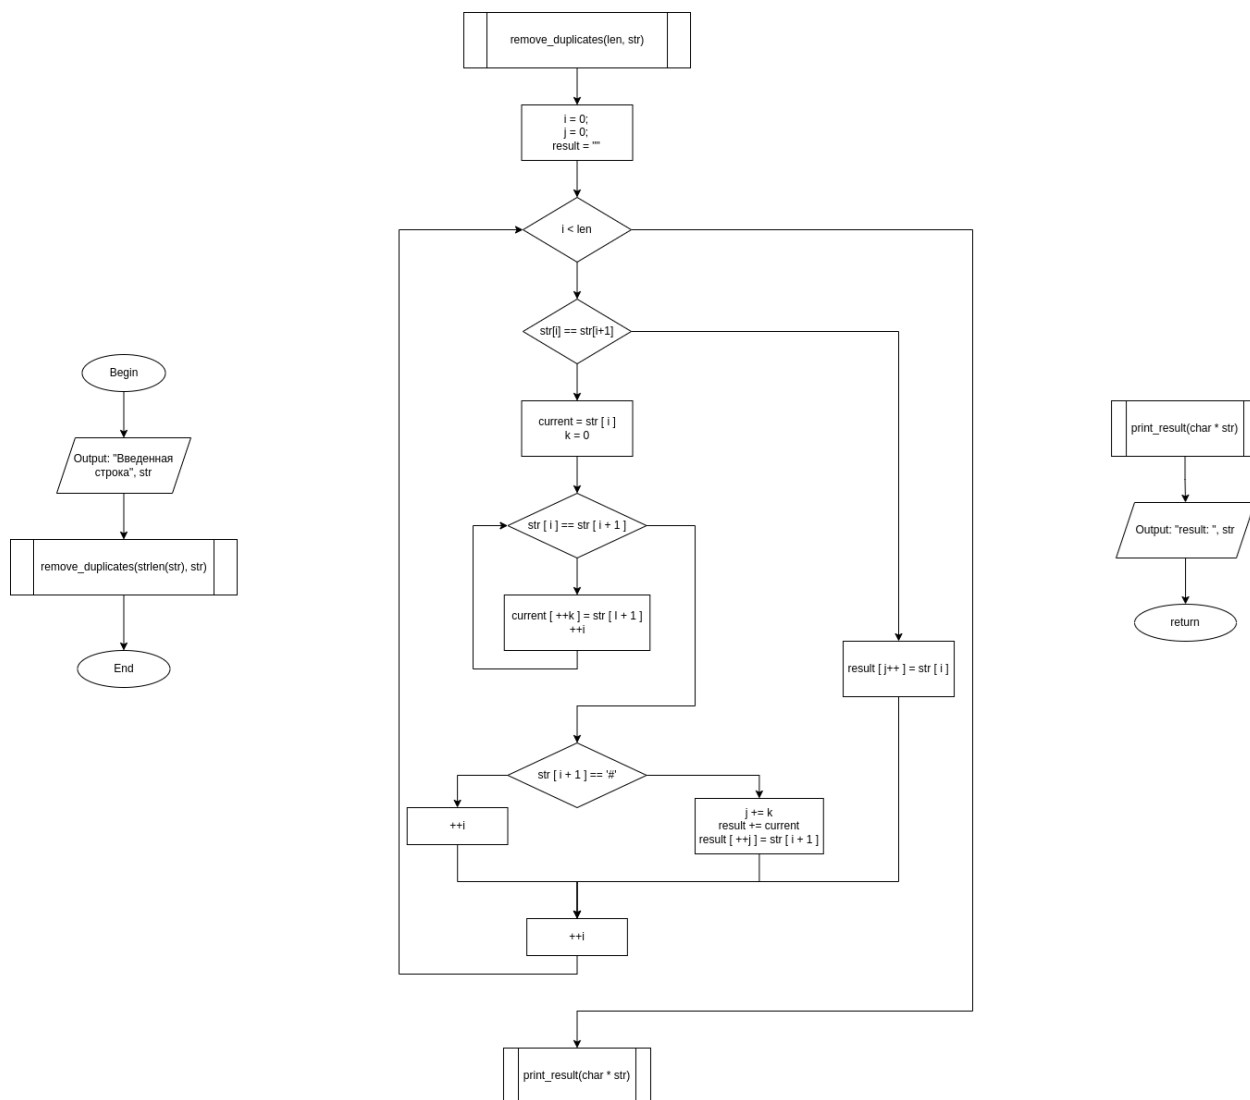 remove_duplicates(len, str)
i = 0;
j = 0;
result = ""
i < len
str[i] == str[i+1]
current = str [ i ]
k = 0
str [ i ] == str [ i + 1 ]
current [ ++k ] = str [ I + 1 ]
++i
result [ j++ ] = str [ i ]
str [ i + 1 ] == '#'
++i
j += k
result += current
result [ ++j ] = str [ i + 1 ]
++i
print_result(char * str)
Begin
Output: "Введенная
строка", str
remove_duplicates(strlen(str), str)
End
print_result(char * str)
Output: "result: ", str
return